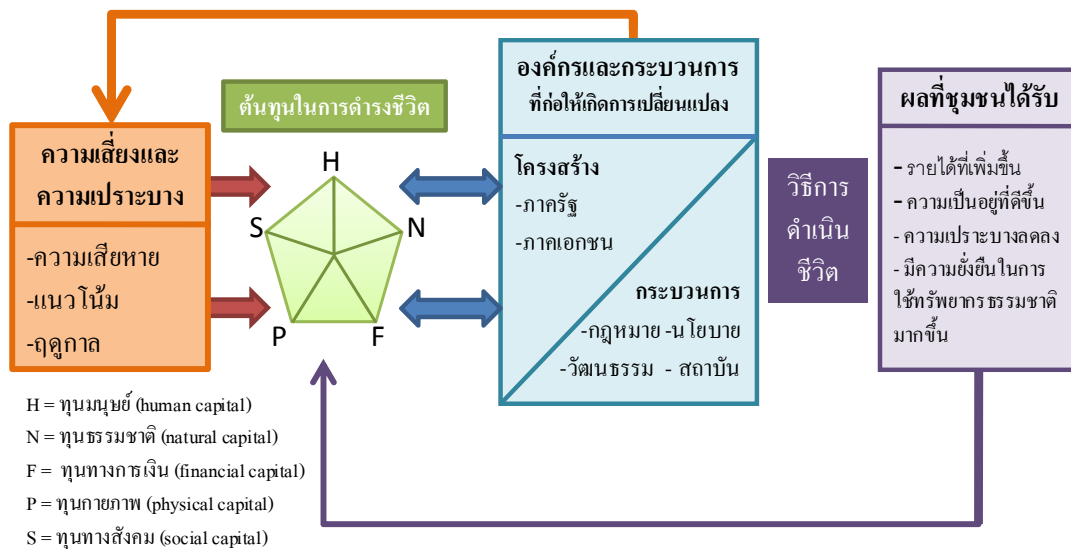 ความเสี่ยงและ
ความเปราะบาง
-ความเสียหาย
-แนวโน้ม
-ฤดูกาล
ต้นทุนในการดำรงชีวิต
H
S
N
P
F
องค์กรและกระบวนการ
ที่ก่อให้เกิดการเปลี่ยนแปลง
โครงสร้าง
-ภาครัฐ
-ภาคเอกชน
กระบวนการ
-กฎหมาย -นโยบาย
-วัฒนธรรม - สถาบัน
วิธีการ
ดำเนิน
ชีวิต
ผลที่ชุมชนได้รับ
- รายได้ที่เพิ่มขึ้น
- ความเป็นอยู่ที่ดีขึ้น
- ความเปราะบางลดลง
- มีความยั่งยืนในการ
ใช้ทรัพยากรธรรมชาติ
มากขึ้น
H = ทุนมนุษย์ (human capital)
N = ทุนธรรมชาติ (natural capital)
F = ทุนทางการเงิน (financial capital)
P = ทุนกายภาพ (physical capital)
S = ทุนทางสังคม (social capital)